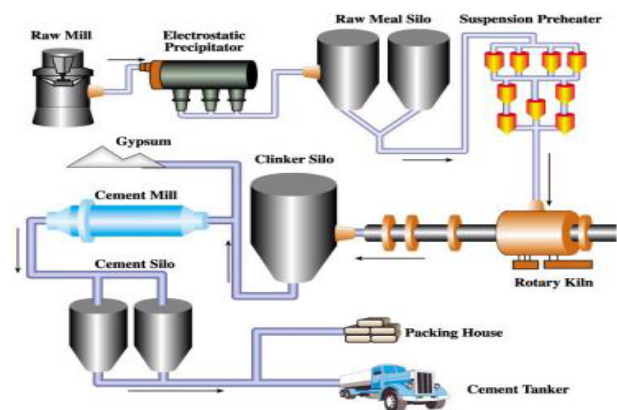 Raw Mill
Electrostatic
Precipitator
Raw Meal Silo
Suspension Preheater
Gypsum
Clinker Silo
Cement Mill
Rotary Kiln
Cement Silo
Packing House
Cement Tanker